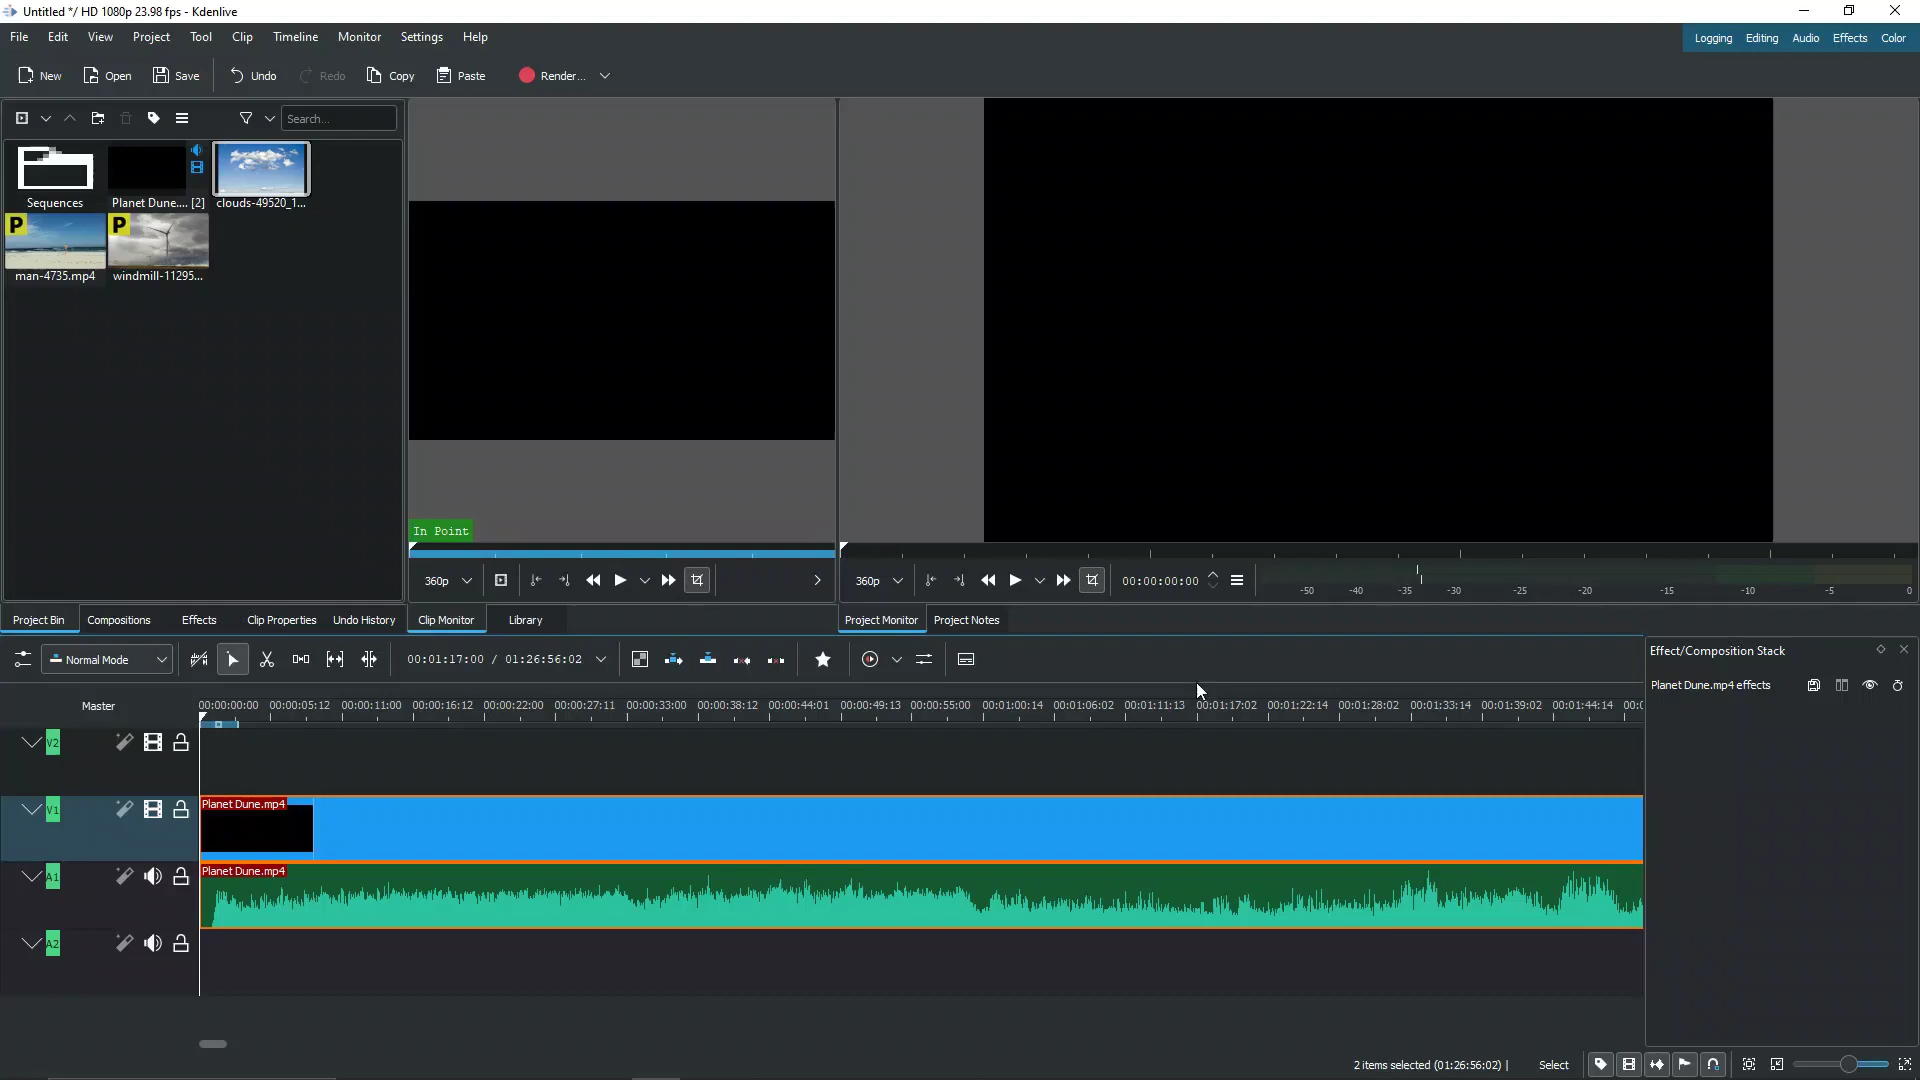 Untitled */ HD 1080p 23.98 fps - Kdenlive
File Edit View Project Tool Clip Timeline Monitor Settings Help
Logging Editing Audio Effects Color
New Open Save Undo Redo Copy Paste Render...
Search...
Sequences Planet Dune.... [2] clouds-49520_1...
P P
man-4735.mp4 windmill-11295...
In Point
360p
360p 00:00:00:00
-50 -40 -35 -30 -25 -20 -15 -10 -5 0
Project Bin Compositions Effects Clip Properties Undo History Clip Monitor Library Project Monitor Project Notes
Normal Mode 00:01:17:00 / 01:26:56:02
Effect/Composition Stack
Planet Dune.mp4 effects
Master 00:00:00:00 00:00:05:12 00:00:11:00 00:00:16:12 00:00:22:00 00:00:27:11 00:00:33:00 00:00:38:12 00:00:44:01 00:00:49:13 00:00:55:00 00:01:00:14 00:01:06:02 00:01:11:13 00:01:17:02 00:01:22:14 00:01:28:02 00:01:33:14 00:01:39:02 00:01:44:14
V2
V1 Planet Dune.mp4
A1 Planet Dune.mp4
A2
2 items selected (01:26:56:02) | Select